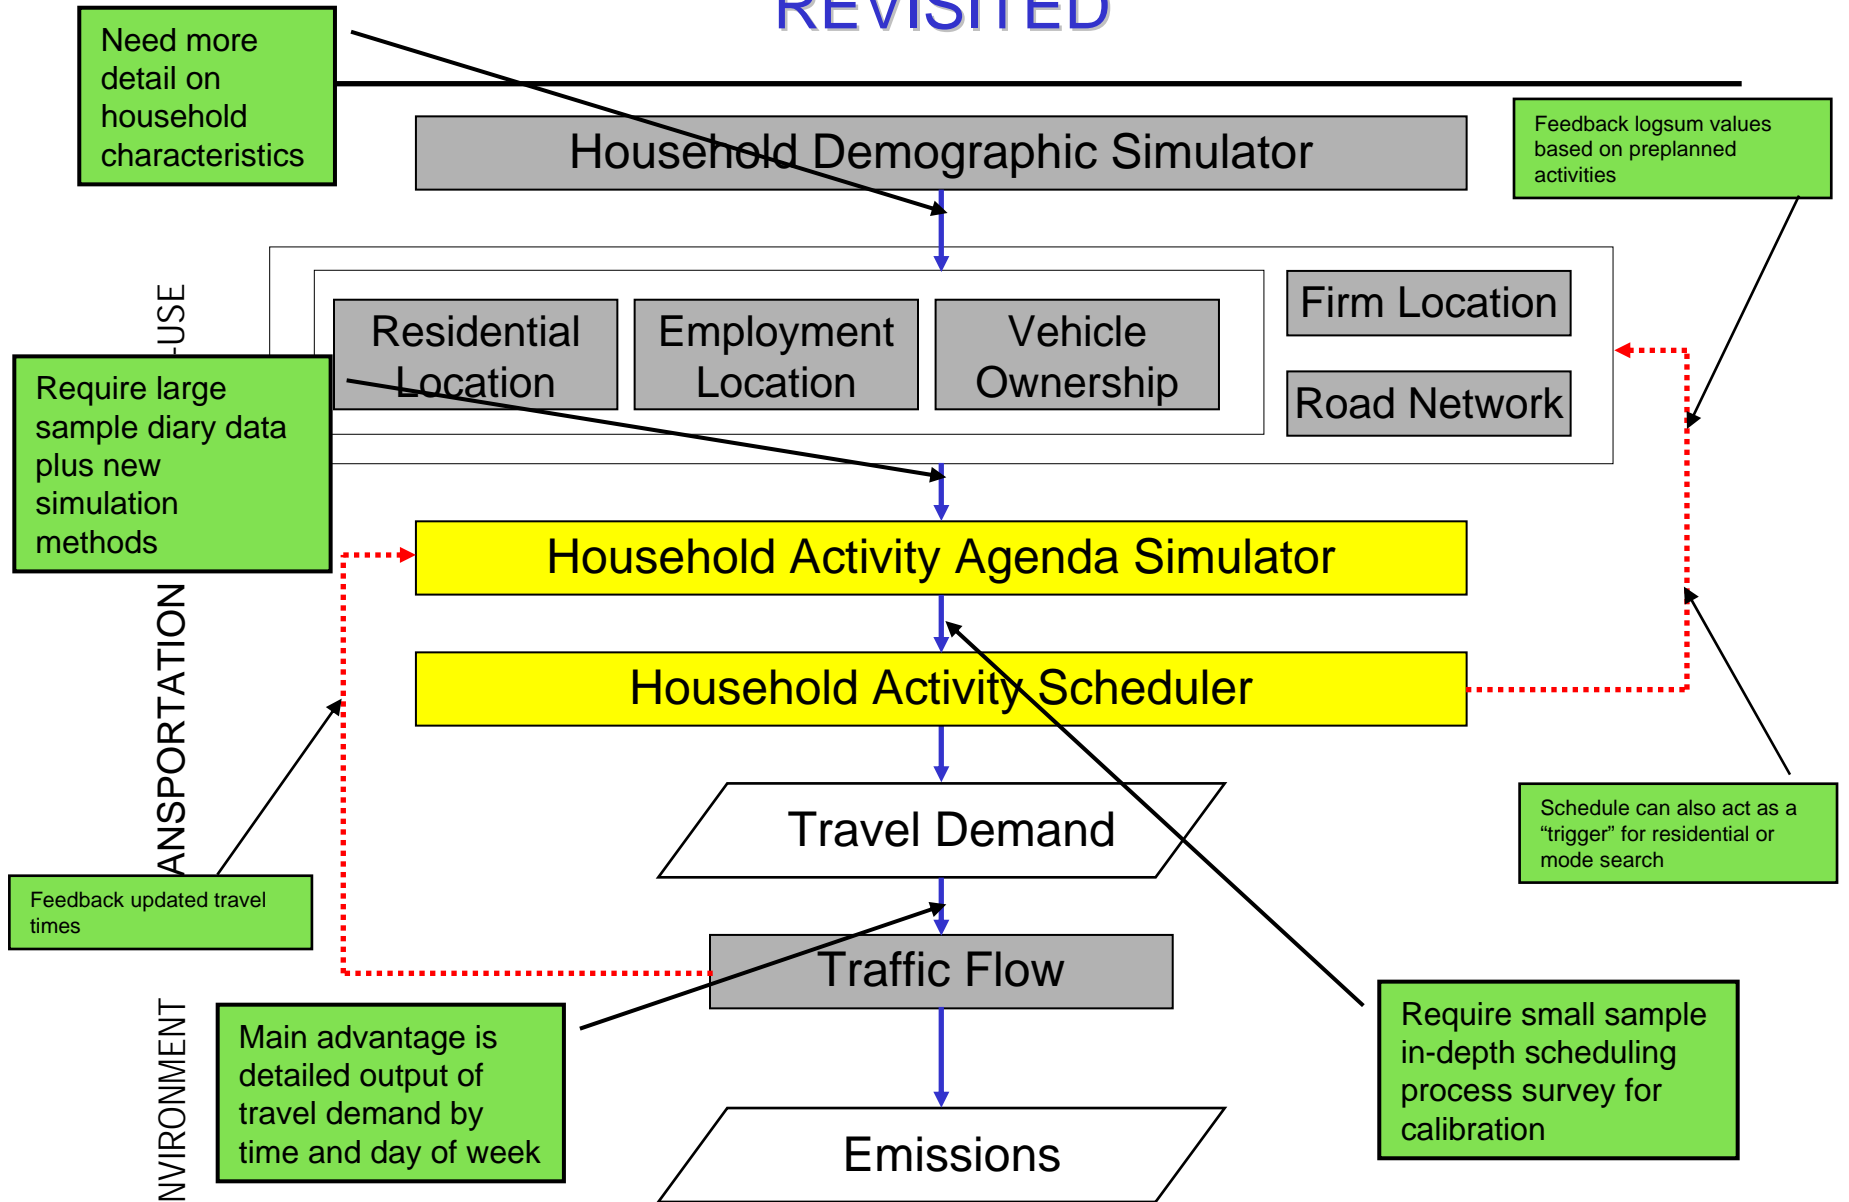 REVISITED
Need more
detail on
household
characteristics
Household Demographic Simulator
Feedback logsum values
based on preplanned
activities
-USE
Residential
Location
Employment
Location
Vehicle
Ownership
Firm Location
Road Network
Require large
sample diary data
plus new
simulation
methods
Household Activity Agenda Simulator
ANSPORTATION
Household Activity Scheduler
Travel Demand
Schedule can also act as a
“trigger” for residential or
mode search
Feedback updated travel
times
Traffic Flow
NVIRONMENT
Main advantage is
detailed output of
travel demand by
time and day of week
Require small sample
in-depth scheduling
process survey for
calibration
Emissions